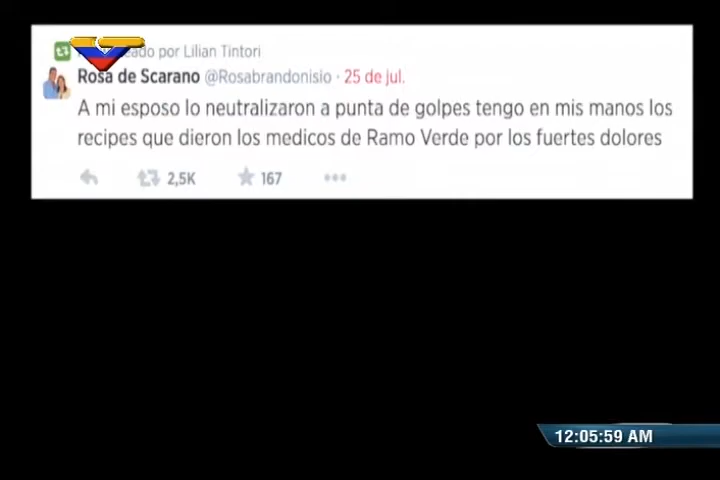 eado por Lilian Tintori
Rosa de Scarano @Rosabrandonisio · 25 de jul.
A mi esposo lo neutralizaron a punta de golpes tengo en mis manos los
recipes que dieron los medicos de Ramo Verde por los fuertes dolores
2,5K 167
12:05:59 AM